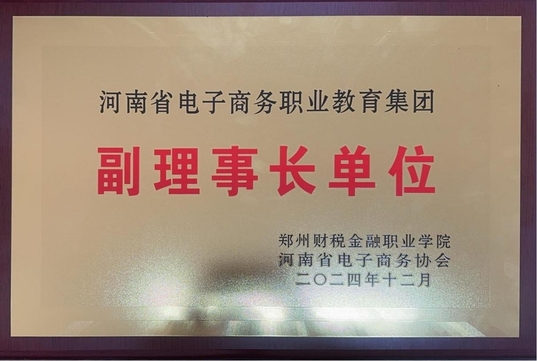 河南省电子商务职业教育集团
副理事长单位
郑州财税金融职业学院
河南省电子商务协会
二〇二四年十二月